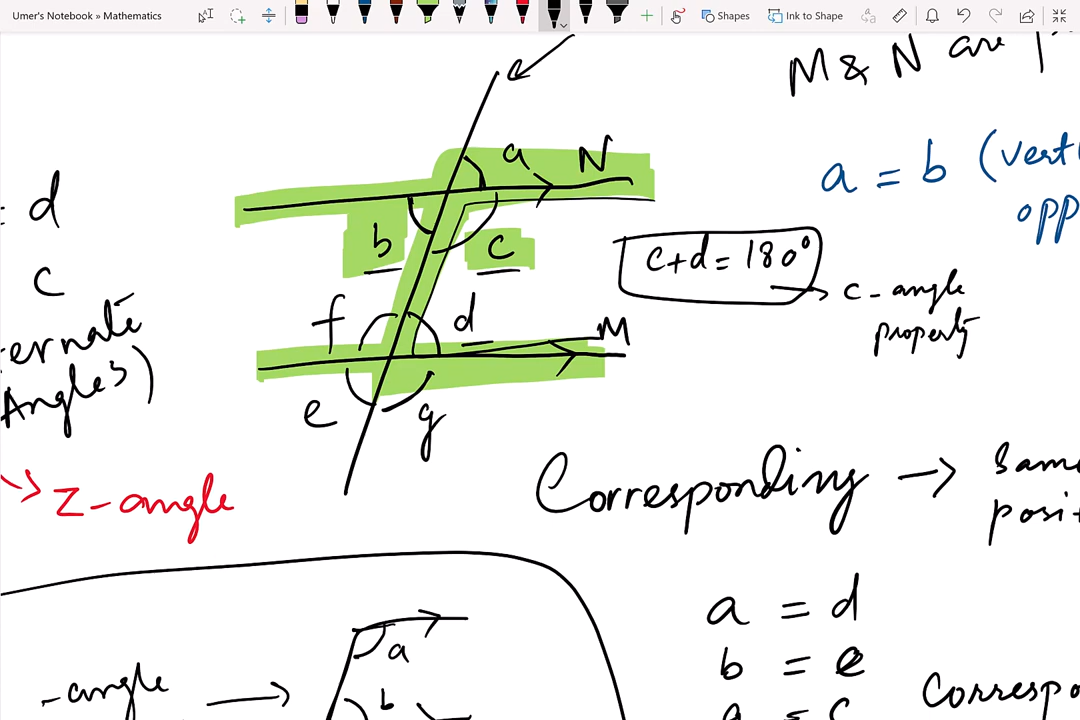 Umer's Notebook » Mathematics
Shapes
Ink to Shape
M & N are
a = b (vert
opp
= d
c
ernate
Angles)
Z-angle
a
N
b
c
f
d
M
e
g
c+d = 180°
c-angle
property
Corresponding → Same
posit
a = d
b = e
g = c
Correspo
-angle →
a
b